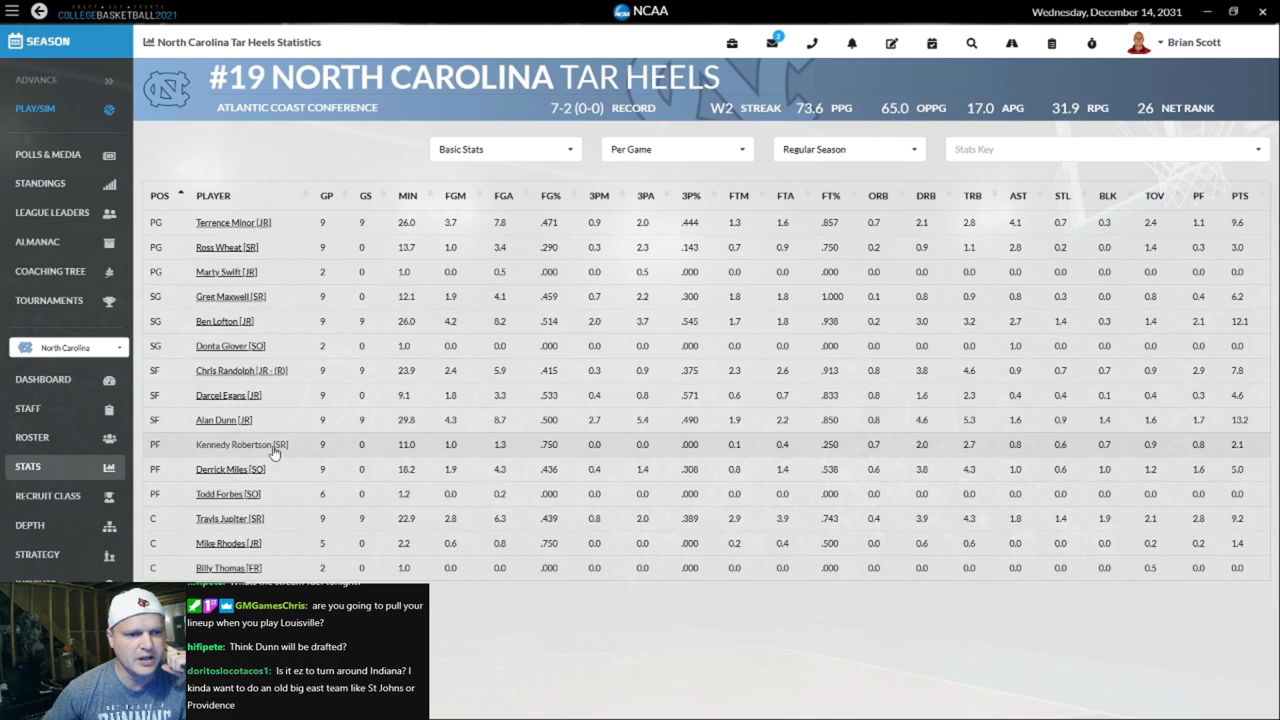 DRAFT DAY SPORTS
COLLEGEBASKETBALL2021
NCAA
Wednesday, December 14, 2031
SEASON
North Carolina Tar Heels Statistics
2
Brian Scott
ADVANCE
#19 NORTH CAROLINA TAR HEELS
PLAY/SIM
ATLANTIC COAST CONFERENCE
7-2 (0-0) RECORD W2 STREAK 73.6 PPG 65.0 OPPG 17.0 APG 31.9 RPG 26 NET RANK
POLLS & MEDIA
STANDINGS
LEAGUE LEADERS
ALMANAC
COACHING TREE
TOURNAMENTS
North Carolina
DASHBOARD
STAFF
ROSTER
STATS
RECRUIT CLASS
DEPTH
STRATEGY
Basic Stats Per Game Regular Season Stats Key
POS PLAYER GP GS MIN FGM FGA FG% 3PM 3PA 3P% FTM FTA FT% ORB DRB TRB AST STL BLK TOV PF PTS
PG Terrence Minor [JR] 9 9 26.0 3.7 7.8 .471 0.9 2.0 .444 1.3 1.6 .857 0.7 2.1 2.8 4.1 0.7 0.3 2.4 1.1 9.6
PG Ross Wheat [SR] 9 0 13.7 1.0 3.4 .290 0.3 2.3 .143 0.7 0.9 .750 0.2 0.9 1.1 2.8 0.2 0.0 1.4 0.3 3.0
PG Marty Swift [JR] 2 0 1.0 0.0 0.5 .000 0.0 0.5 .000 0.0 0.0 .000 0.0 0.0 0.0 0.0 0.0 0.0 0.0 0.0 0.0
SG Greg Maxwell [SR] 9 0 12.1 1.9 4.1 .459 0.7 2.2 .300 1.8 1.8 1.000 0.1 0.8 0.9 0.8 0.3 0.0 0.8 0.4 6.2
SG Ben Lofton [JR] 9 9 26.0 4.2 8.2 .514 2.0 3.7 .545 1.7 1.8 .938 0.2 3.0 3.2 2.7 1.4 0.3 1.4 2.1 12.1
SG Donta Glover [SO] 2 0 1.0 0.0 0.0 .000 0.0 0.0 .000 0.0 0.0 .000 0.0 0.0 0.0 1.0 0.0 0.0 0.0 0.0 0.0
SF Chris Randolph [JR - (R)] 9 9 23.9 2.4 5.9 .415 0.3 0.9 .375 2.3 2.6 .913 0.8 3.8 4.6 0.9 0.7 0.7 0.9 2.9 7.8
SF Darcel Egans [JR] 9 0 9.1 1.8 3.3 .533 0.4 0.8 .571 0.6 0.7 .833 0.8 1.6 2.3 0.4 0.4 0.1 0.3 0.4 4.6
SF Alan Dunn [JR] 9 9 29.8 4.3 8.7 .500 2.7 5.4 .490 1.9 2.2 .850 0.8 4.6 5.3 1.6 0.9 1.4 1.6 1.7 13.2
PF Kennedy Robertson [SR] 9 0 11.0 1.0 1.3 .750 0.0 0.0 .000 0.1 0.4 .250 0.7 2.0 2.7 0.8 0.6 0.7 0.9 0.8 2.1
PF Derrick Miles [SO] 9 0 18.2 1.9 4.3 .436 0.4 1.4 .308 0.8 1.4 .538 0.6 3.8 4.3 1.0 0.6 1.0 1.2 1.6 5.0
PF Todd Forbes [SO] 6 0 1.2 0.0 0.2 .000 0.0 0.0 .000 0.0 0.0 .000 0.0 0.0 0.0 0.0 0.0 0.0 0.0 0.0 0.0
C Travis Jupiter [SR] 9 9 22.9 2.8 6.3 .439 0.8 2.0 .389 2.9 3.9 .743 0.4 3.9 4.3 1.8 1.4 1.9 2.1 2.8 9.2
C Mike Rhodes [JR] 5 0 2.2 0.6 0.8 .750 0.0 0.0 .000 0.2 0.4 .500 0.0 0.6 0.6 0.0 0.0 0.0 0.2 0.2 1.4
C Billy Thomas [FR] 2 0 1.0 0.0 0.0 .000 0.0 0.0 .000 0.0 0.0 .000 0.0 0.0 0.0 0.0 0.0 0.0 0.5 0.0 0.0
GMGamesChris: are you going to pull your
lineup when you play Louisville?
hifipete: Think Dunn will be drafted?
doritoslocotacos1: Is it ez to turn around Indiana? I
kinda want to do an old big east team like St Johns or
Providence